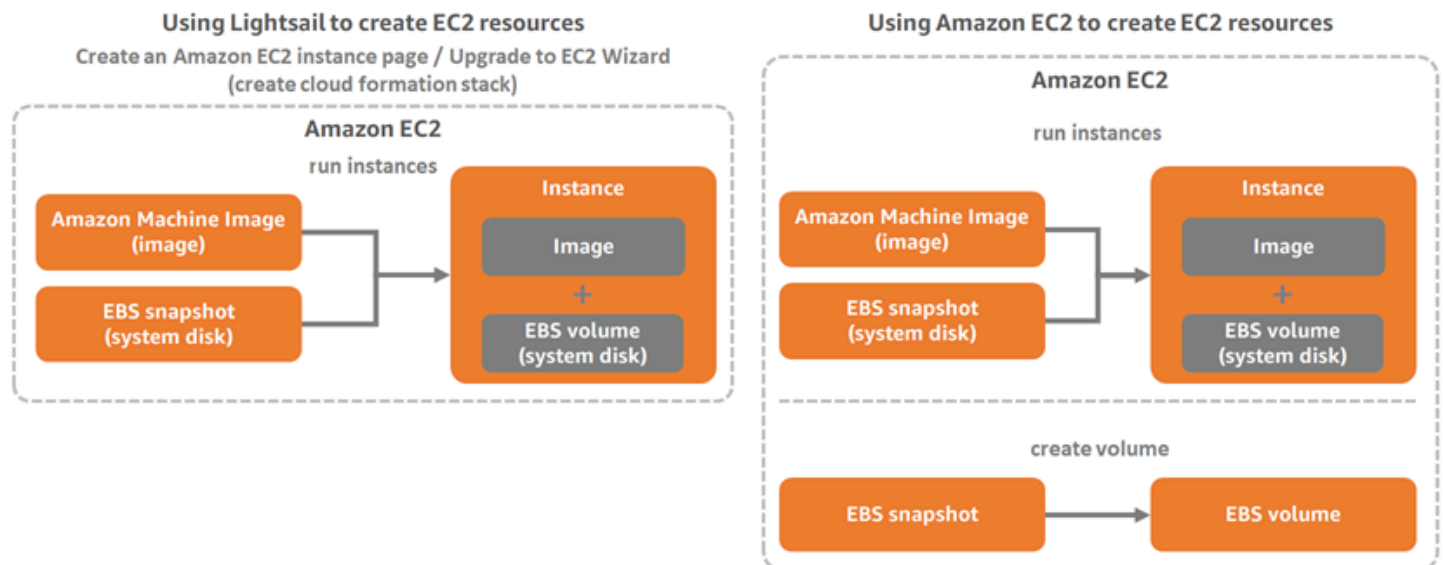 Using Lightsail to create EC2 resources
Create an Amazon EC2 instance page / Upgrade to EC2 Wizard
(create cloud formation stack)
Amazon EC2
run instances
Amazon Machine Image
(image)
EBS snapshot
(system disk)
Instance
Image
+
EBS volume
(system disk)
Using Amazon EC2 to create EC2 resources
Amazon EC2
run instances
Amazon Machine Image
(image)
EBS snapshot
(system disk)
Instance
Image
+
EBS volume
(system disk)
create volume
EBS snapshot
EBS volume